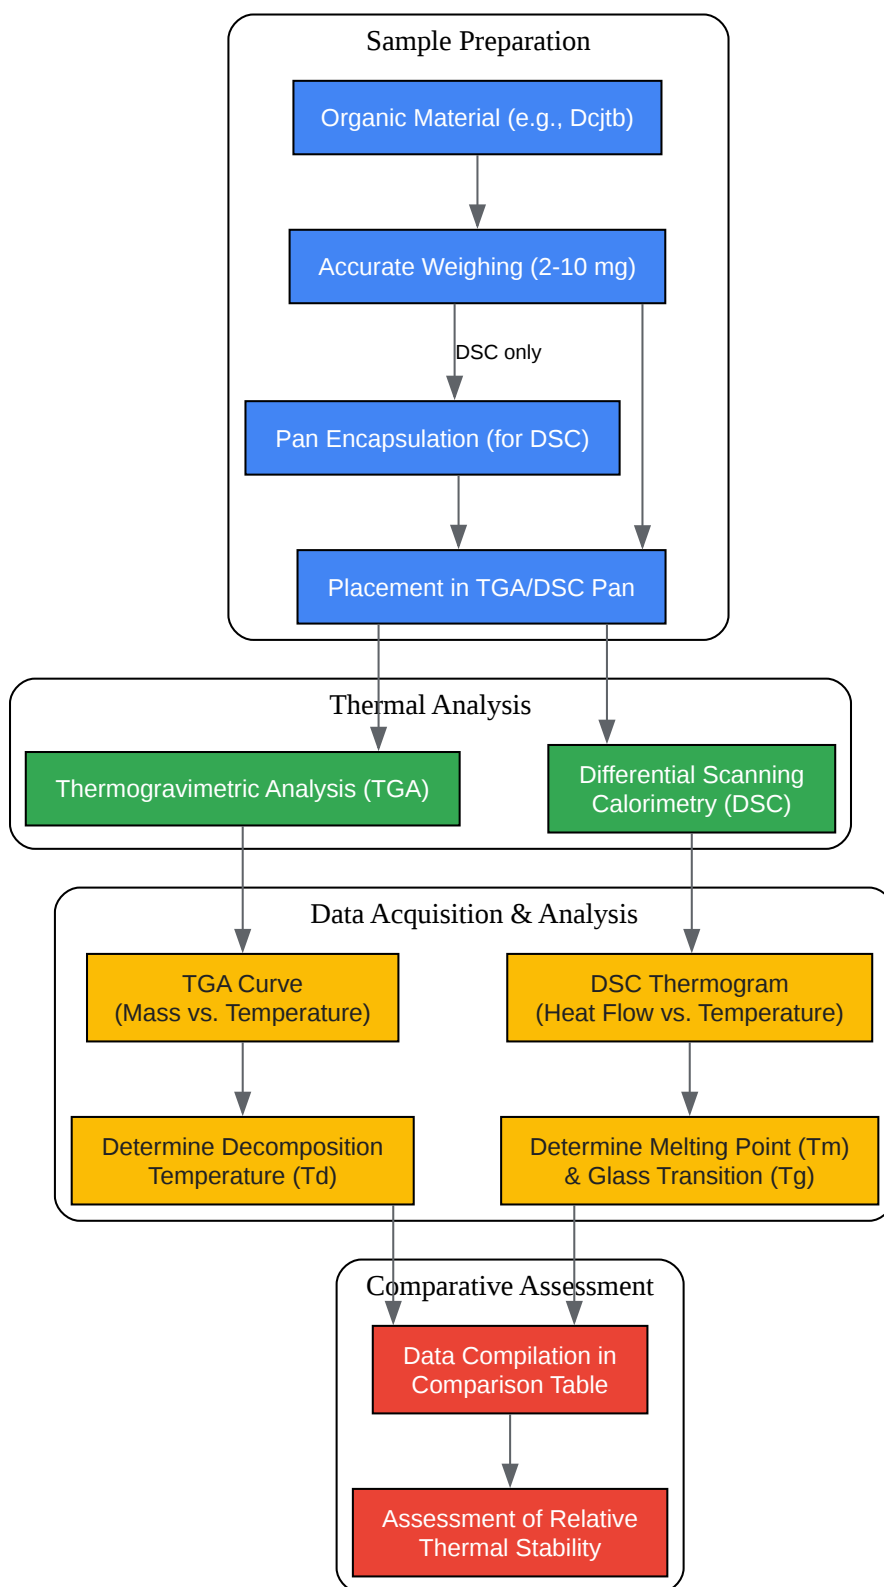 Sample Preparation
Organic Material (e.g., Dcjtb)
Accurate Weighing (2-10 mg)
DSC only
Pan Encapsulation (for DSC)
Placement in TGA/DSC Pan
Thermal Analysis
Thermogravimetric Analysis (TGA)
Differential Scanning
Calorimetry (DSC)
Data Acquisition & Analysis
TGA Curve
(Mass vs. Temperature)
DSC Thermogram
(Heat Flow vs. Temperature)
Determine Decomposition
Temperature (Td)
Determine Melting Point (Tm)
& Glass Transition (Tg)
Comparative Assessment
Data Compilation in
Comparison Table
Assessment of Relative
Thermal Stability